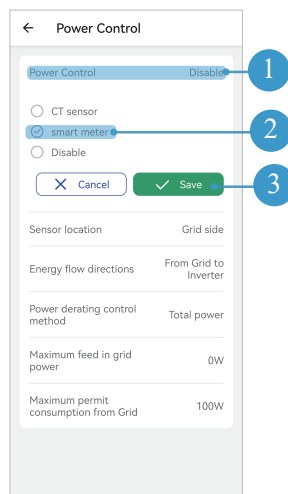 ← Power Control
Power Control Disable
1
CT sensor
smart meter
2
Disable
Cancel Save
3
Sensor location Grid side
Energy flow directions From Grid to
Inverter
Power derating control
method Total power
Maximum feed in grid
power 0W
Maximum permit
consumption from Grid 100W